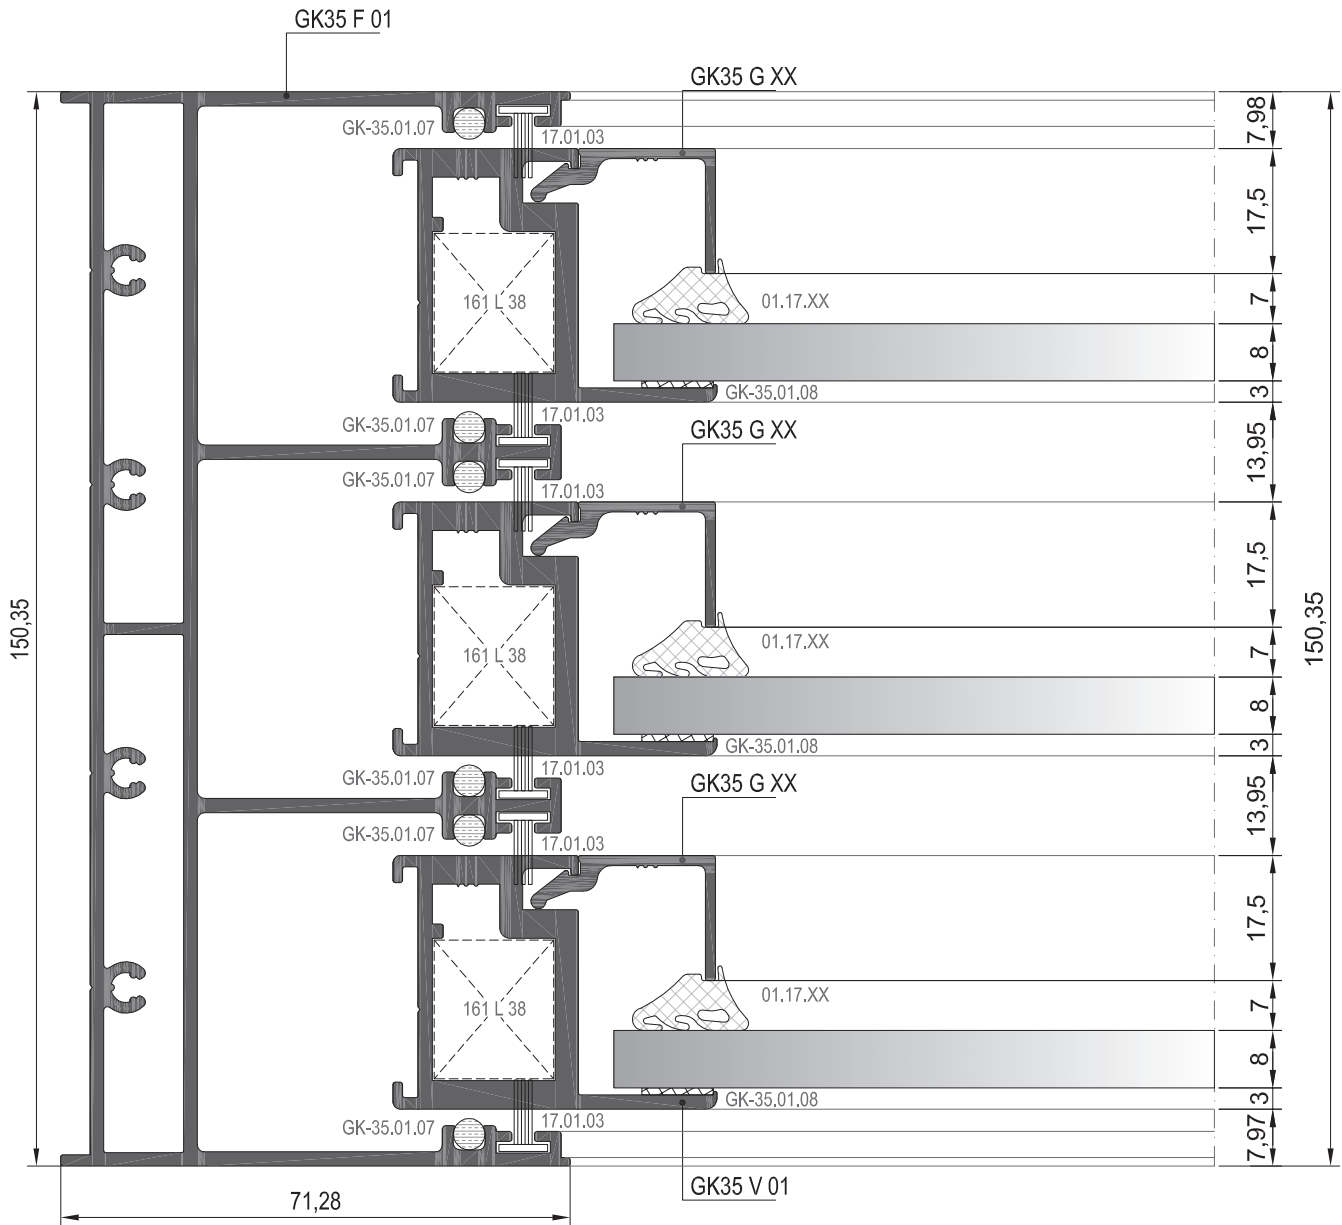 GK35 F 01
GK35 G XX
GK-35.01.07
17.01.03
7,98
17,5
161 L 38
01.17.XX
7
8
GK-35.01.08
3
GK-35.01.07
17.01.03
GK35 G XX
13,95
GK-35.01.07
17.01.03
17,5
150,35
150,35
161 L 38
01.17.XX
7
8
GK-35.01.08
3
GK-35.01.07
17.01.03
GK35 G XX
13,95
GK-35.01.07
17.01.03
17,5
161 L 38
01.17.XX
7
8
GK-35.01.08
3
GK-35.01.07
17.01.03
7,97
71,28
GK35 V 01